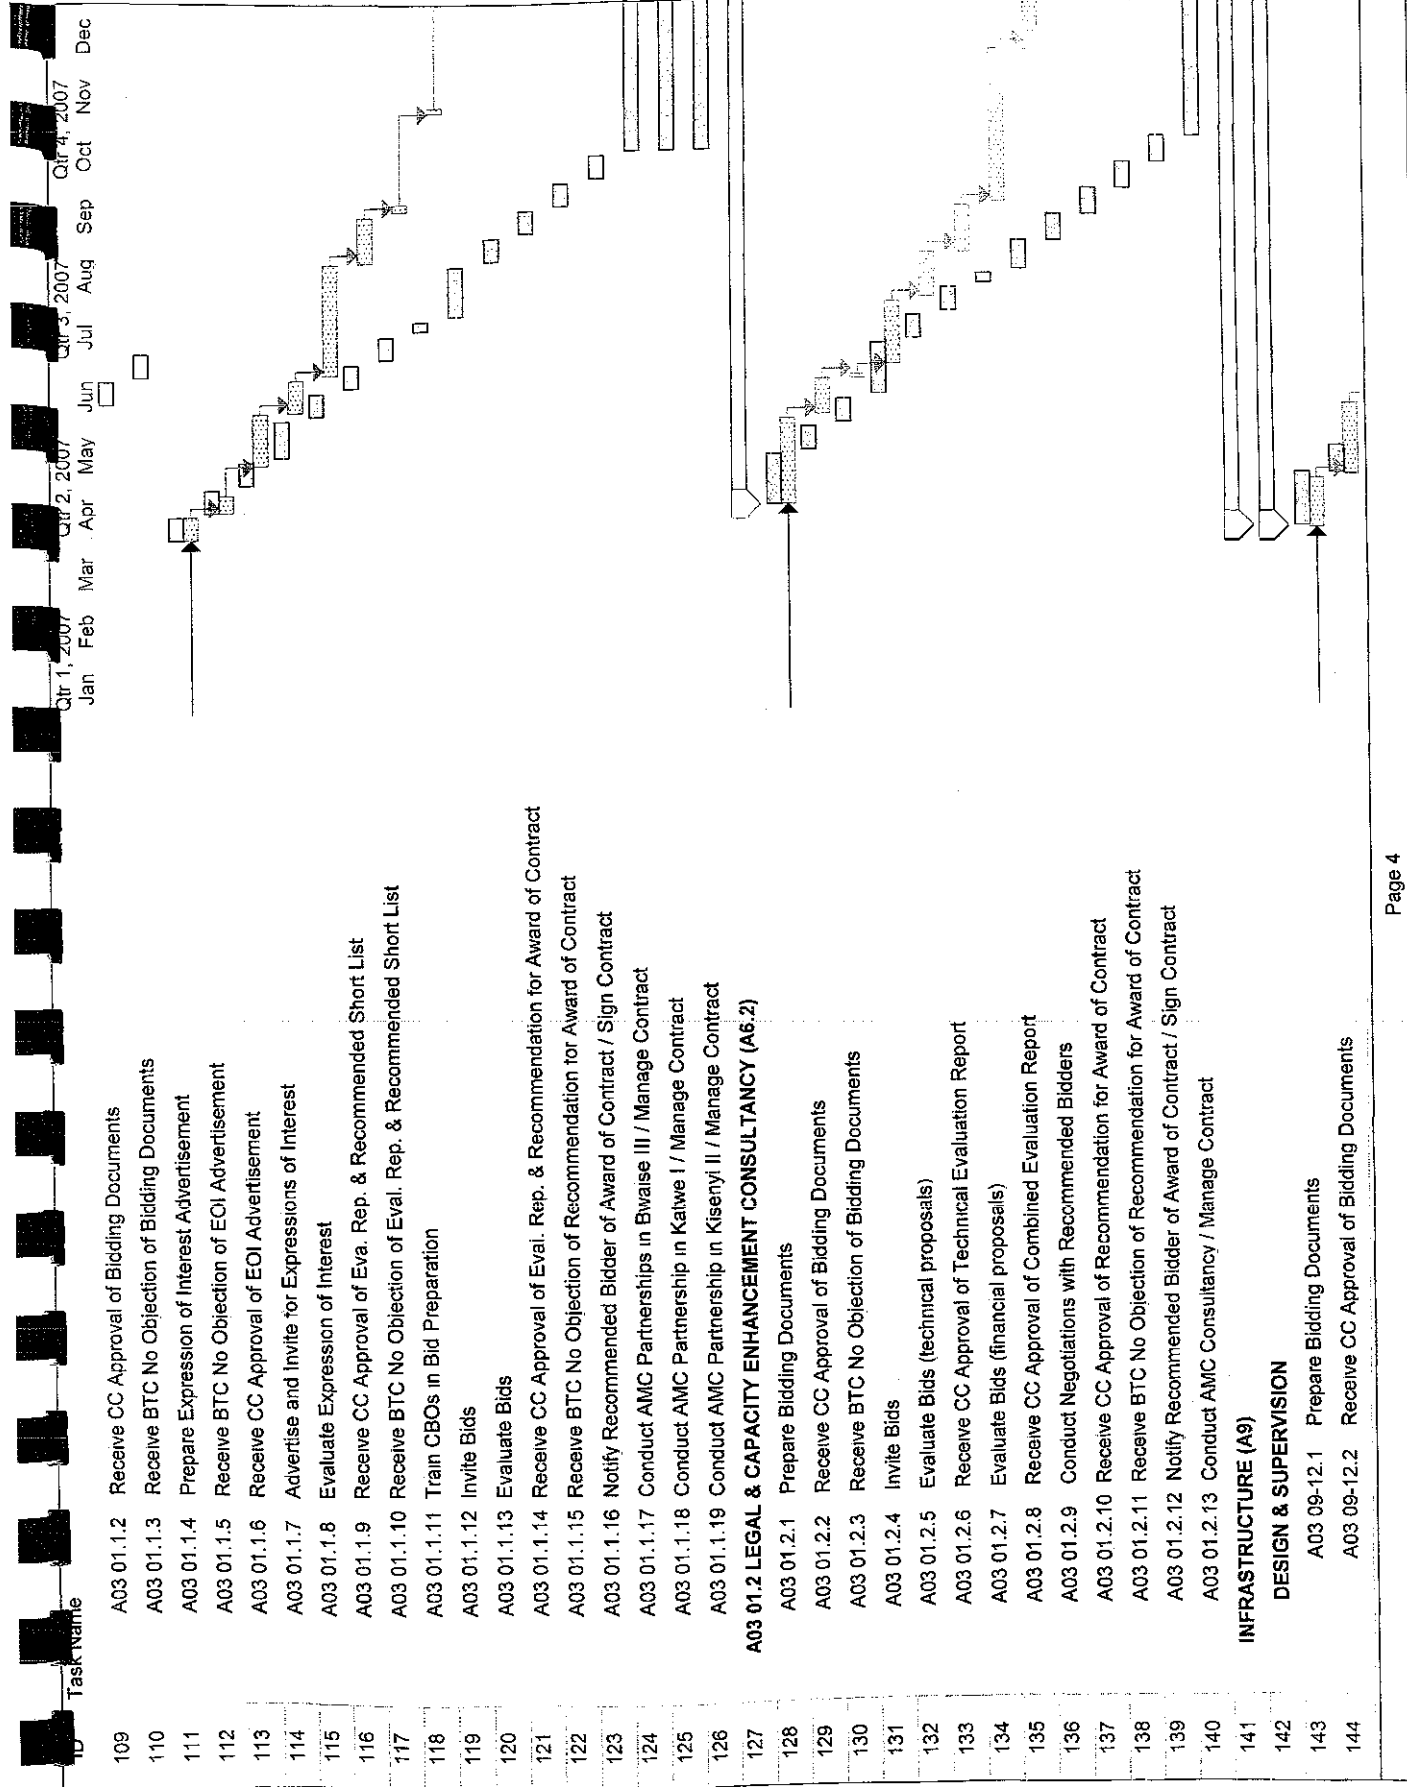 ID Task Name
Qtr 1, 2007 Qtr 2, 2007 Qtr 3, 2007 Qtr 4, 2007
Jan Feb Mar Apr May Jun Jul Aug Sep Oct Nov Dec
109 A03 01.1.2 Receive CC Approval of Bidding Documents
110 A03 01.1.3 Receive BTC No Objection of Bidding Documents
111 A03 01.1.4 Prepare Expression of Interest Advertisement
112 A03 01.1.5 Receive BTC No Objection of EOI Advertisement
113 A03 01.1.6 Receive CC Approval of EOI Advertisement
114 A03 01.1.7 Advertise and Invite for Expressions of Interest
115 A03 01.1.8 Evaluate Expression of Interest
116 A03 01.1.9 Receive CC Approval of Eva. Rep. & Recommended Short List
117 A03 01.1.10 Receive BTC No Objection of Eval. Rep. & Recommended Short List
118 A03 01.1.11 Train CBOs in Bid Preparation
119 A03 01.1.12 Invite Bids
120 A03 01.1.13 Evaluate Bids
121 A03 01.1.14 Receive CC Approval of Eval. Rep. & Recommendation for Award of Contract
122 A03 01.1.15 Receive BTC No Objection of Recommendation for Award of Contract
123 A03 01.1.16 Notify Recommended Bidder of Award of Contract / Sign Contract
124 A03 01.1.17 Conduct AMC Partnerships in Bwaise III / Manage Contract
125 A03 01.1.18 Conduct AMC Partnership in Katwe I / Manage Contract
126 A03 01.1.19 Conduct AMC Partnership in Kisenyi II / Manage Contract
127 A03 01.2 LEGAL & CAPACITY ENHANCEMENT CONSULTANCY (A6.2)
128 A03 01.2.1 Prepare Bidding Documents
129 A03 01.2.2 Receive CC Approval of Bidding Documents
130 A03 01.2.3 Receive BTC No Objection of Bidding Documents
131 A03 01.2.4 Invite Bids
132 A03 01.2.5 Evaluate Bids (technical proposals)
133 A03 01.2.6 Receive CC Approval of Technical Evaluation Report
134 A03 01.2.7 Evaluate Bids (financial proposals)
135 A03 01.2.8 Receive CC Approval of Combined Evaluation Report
136 A03 01.2.9 Conduct Negotiations with Recommended Bidders
137 A03 01.2.10 Receive CC Approval of Recommendation for Award of Contract
138 A03 01.2.11 Receive BTC No Objection of Recommendation for Award of Contract
139 A03 01.2.12 Notify Recommended Bidder of Award of Contract / Sign Contract
140 A03 01.2.13 Conduct AMC Consultancy / Manage Contract
141 INFRASTRUCTURE (A9)
142 DESIGN & SUPERVISION
143 A03 09-12.1 Prepare Bidding Documents
144 A03 09-12.2 Receive CC Approval of Bidding Documents
Page 4